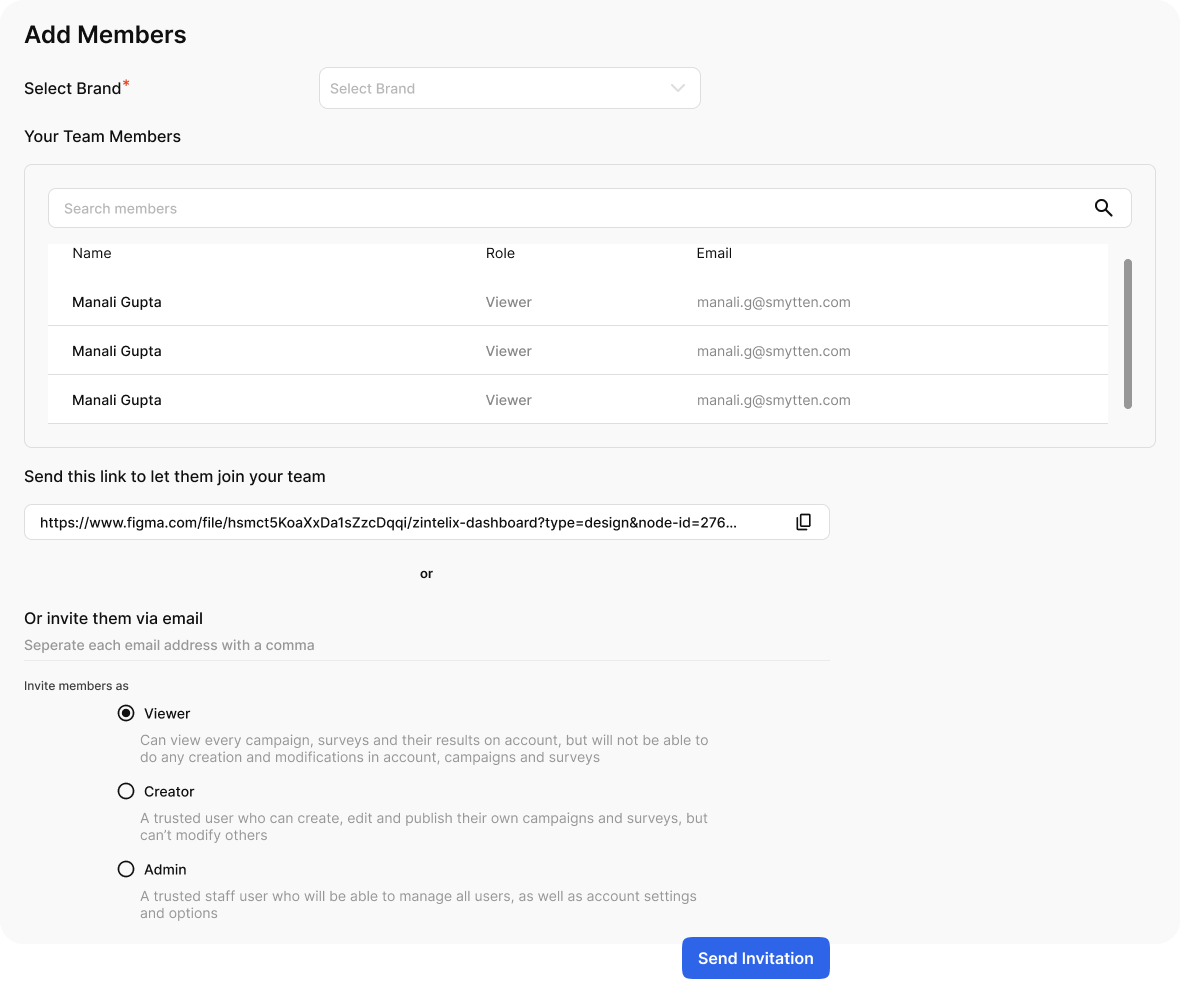 Add Members
Select Brand*
Select Brand
Your Team Members
Search members
Name Role Email
Manali Gupta Viewer manali.g@smytten.com
Manali Gupta Viewer manali.g@smytten.com
Manali Gupta Viewer manali.g@smytten.com
Send this link to let them join your team
https://www.figma.com/file/hsmct5KoaXxDa1sZzcDqqi/zintelix-dashboard?type=design&node-id=276...
or
Or invite them via email
Seperate each email address with a comma
Invite members as
Viewer
Can view every campaign, surveys and their results on account, but will not be able to
do any creation and modifications in account, campaigns and surveys
Creator
A trusted user who can create, edit and publish their own campaigns and surveys, but
can’t modify others
Admin
A trusted staff user who will be able to manage all users, as well as account settings
and options
Send Invitation